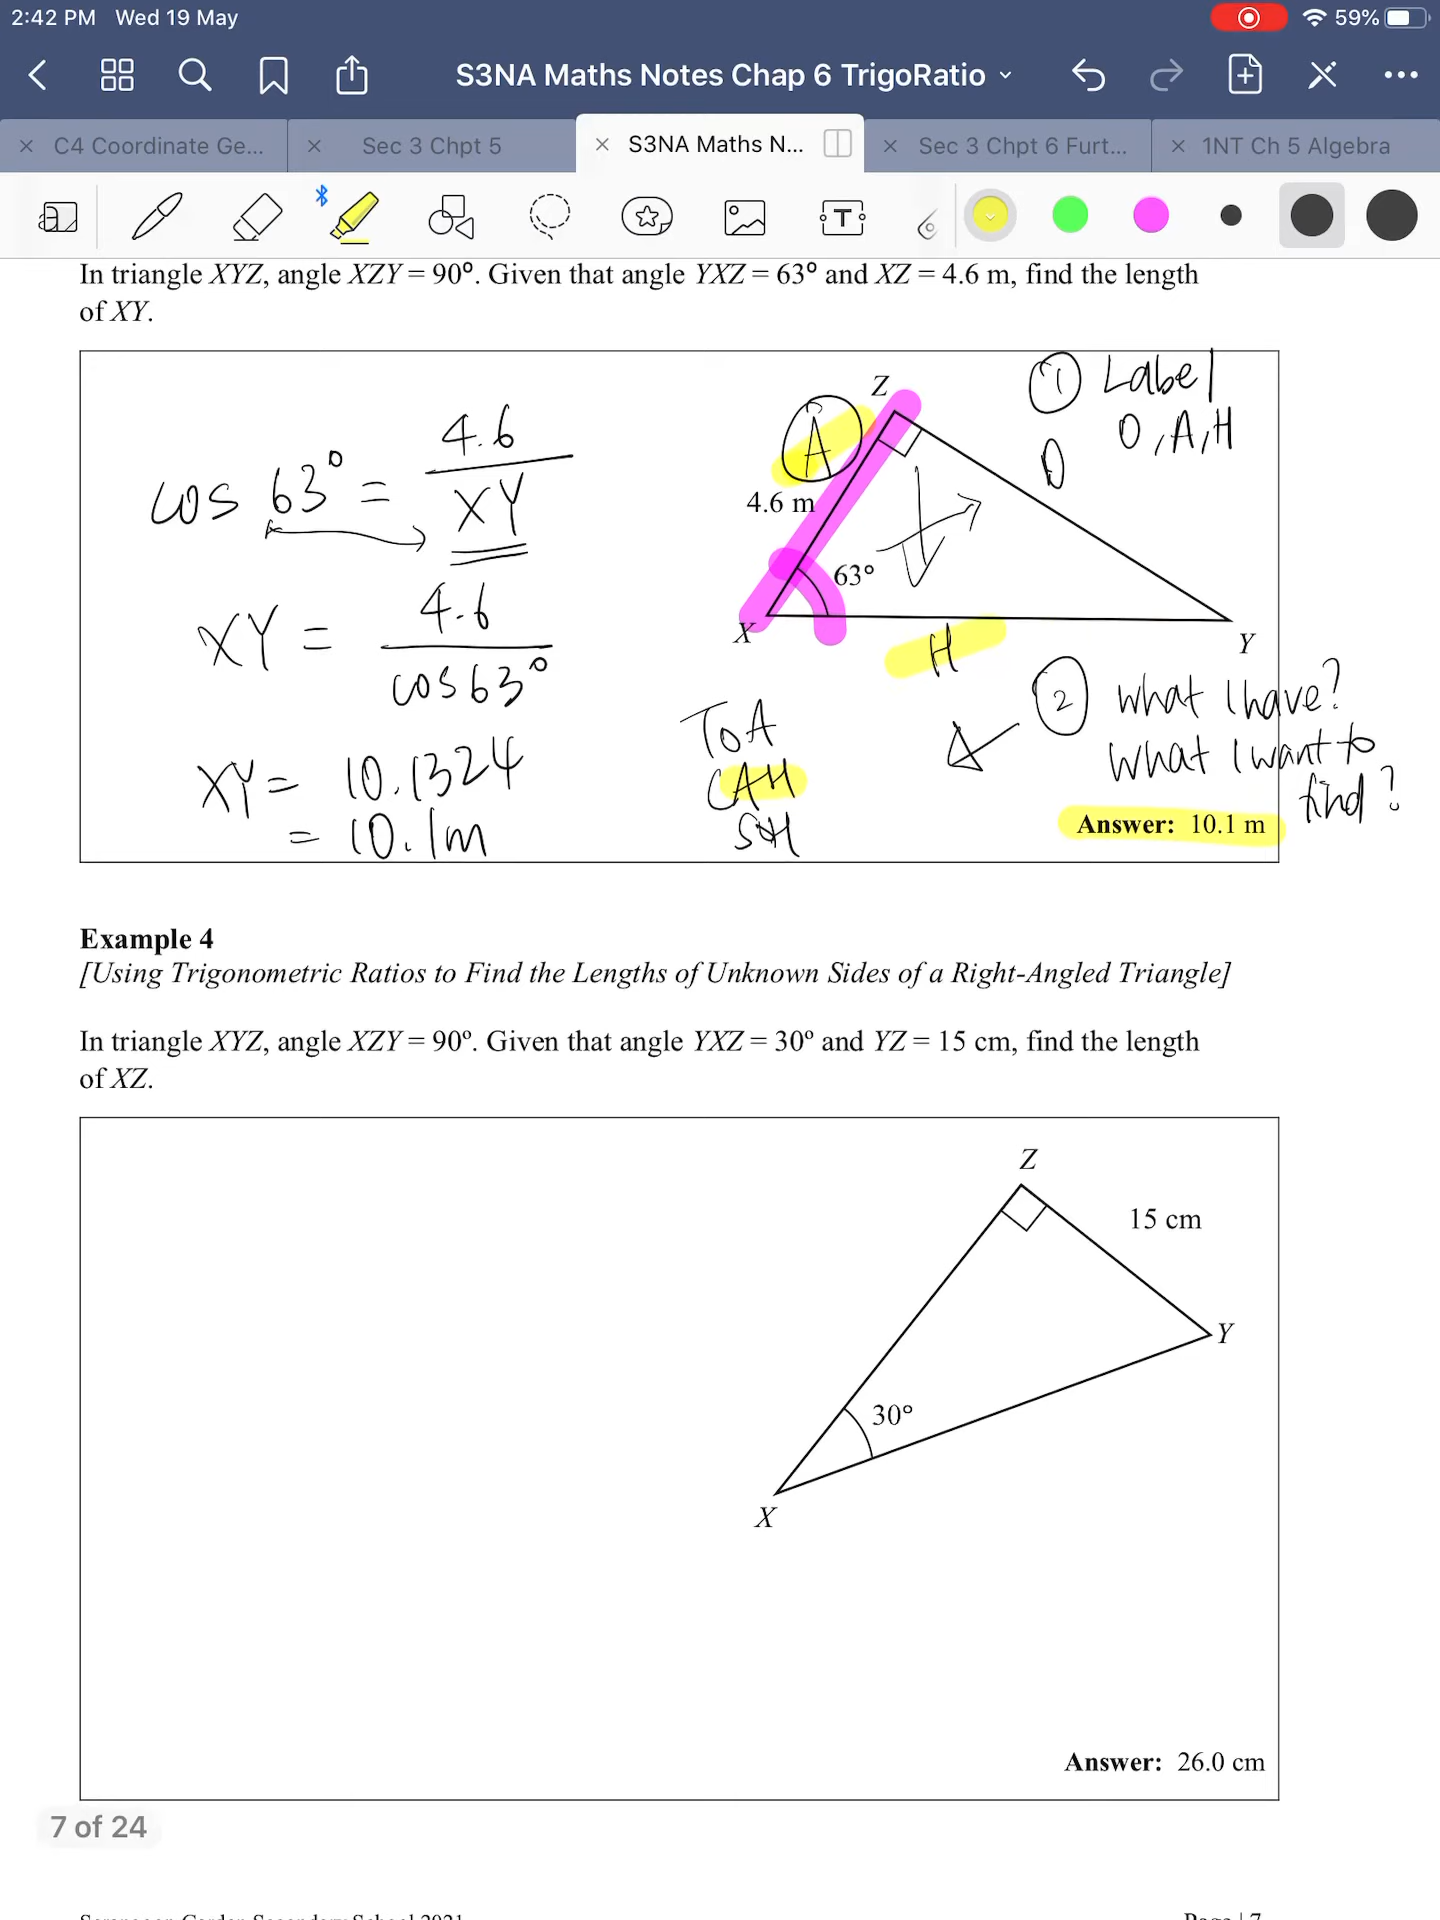 2:42 PM Wed 19 May 59%
S3NA Maths Notes Chap 6 TrigoRatio
C4 Coordinate Ge... Sec 3 Chpt 5 S3NA Maths N... Sec 3 Chpt 6 Furt... 1NT Ch 5 Algebra
In triangle XYZ, angle XZY = 90°. Given that angle YXZ = 63° and XZ = 4.6 m, find the length
of XY.
cos 63° = 4.6 / XY
XY = 4.6 / cos 63°
XY = 10.1324
= 10.1m
Z
A
4.6 m
63°
X
H
Y
O
① Label
O, A, H
TOA
CAH
SOH
② What I have?
What I want to
find?
Answer: 10.1 m
Example 4
[Using Trigonometric Ratios to Find the Lengths of Unknown Sides of a Right-Angled Triangle]
In triangle XYZ, angle XZY = 90°. Given that angle YXZ = 30° and YZ = 15 cm, find the length
of XZ.
Z
15 cm
Y
30°
X
Answer: 26.0 cm
7 of 24
Page | 7